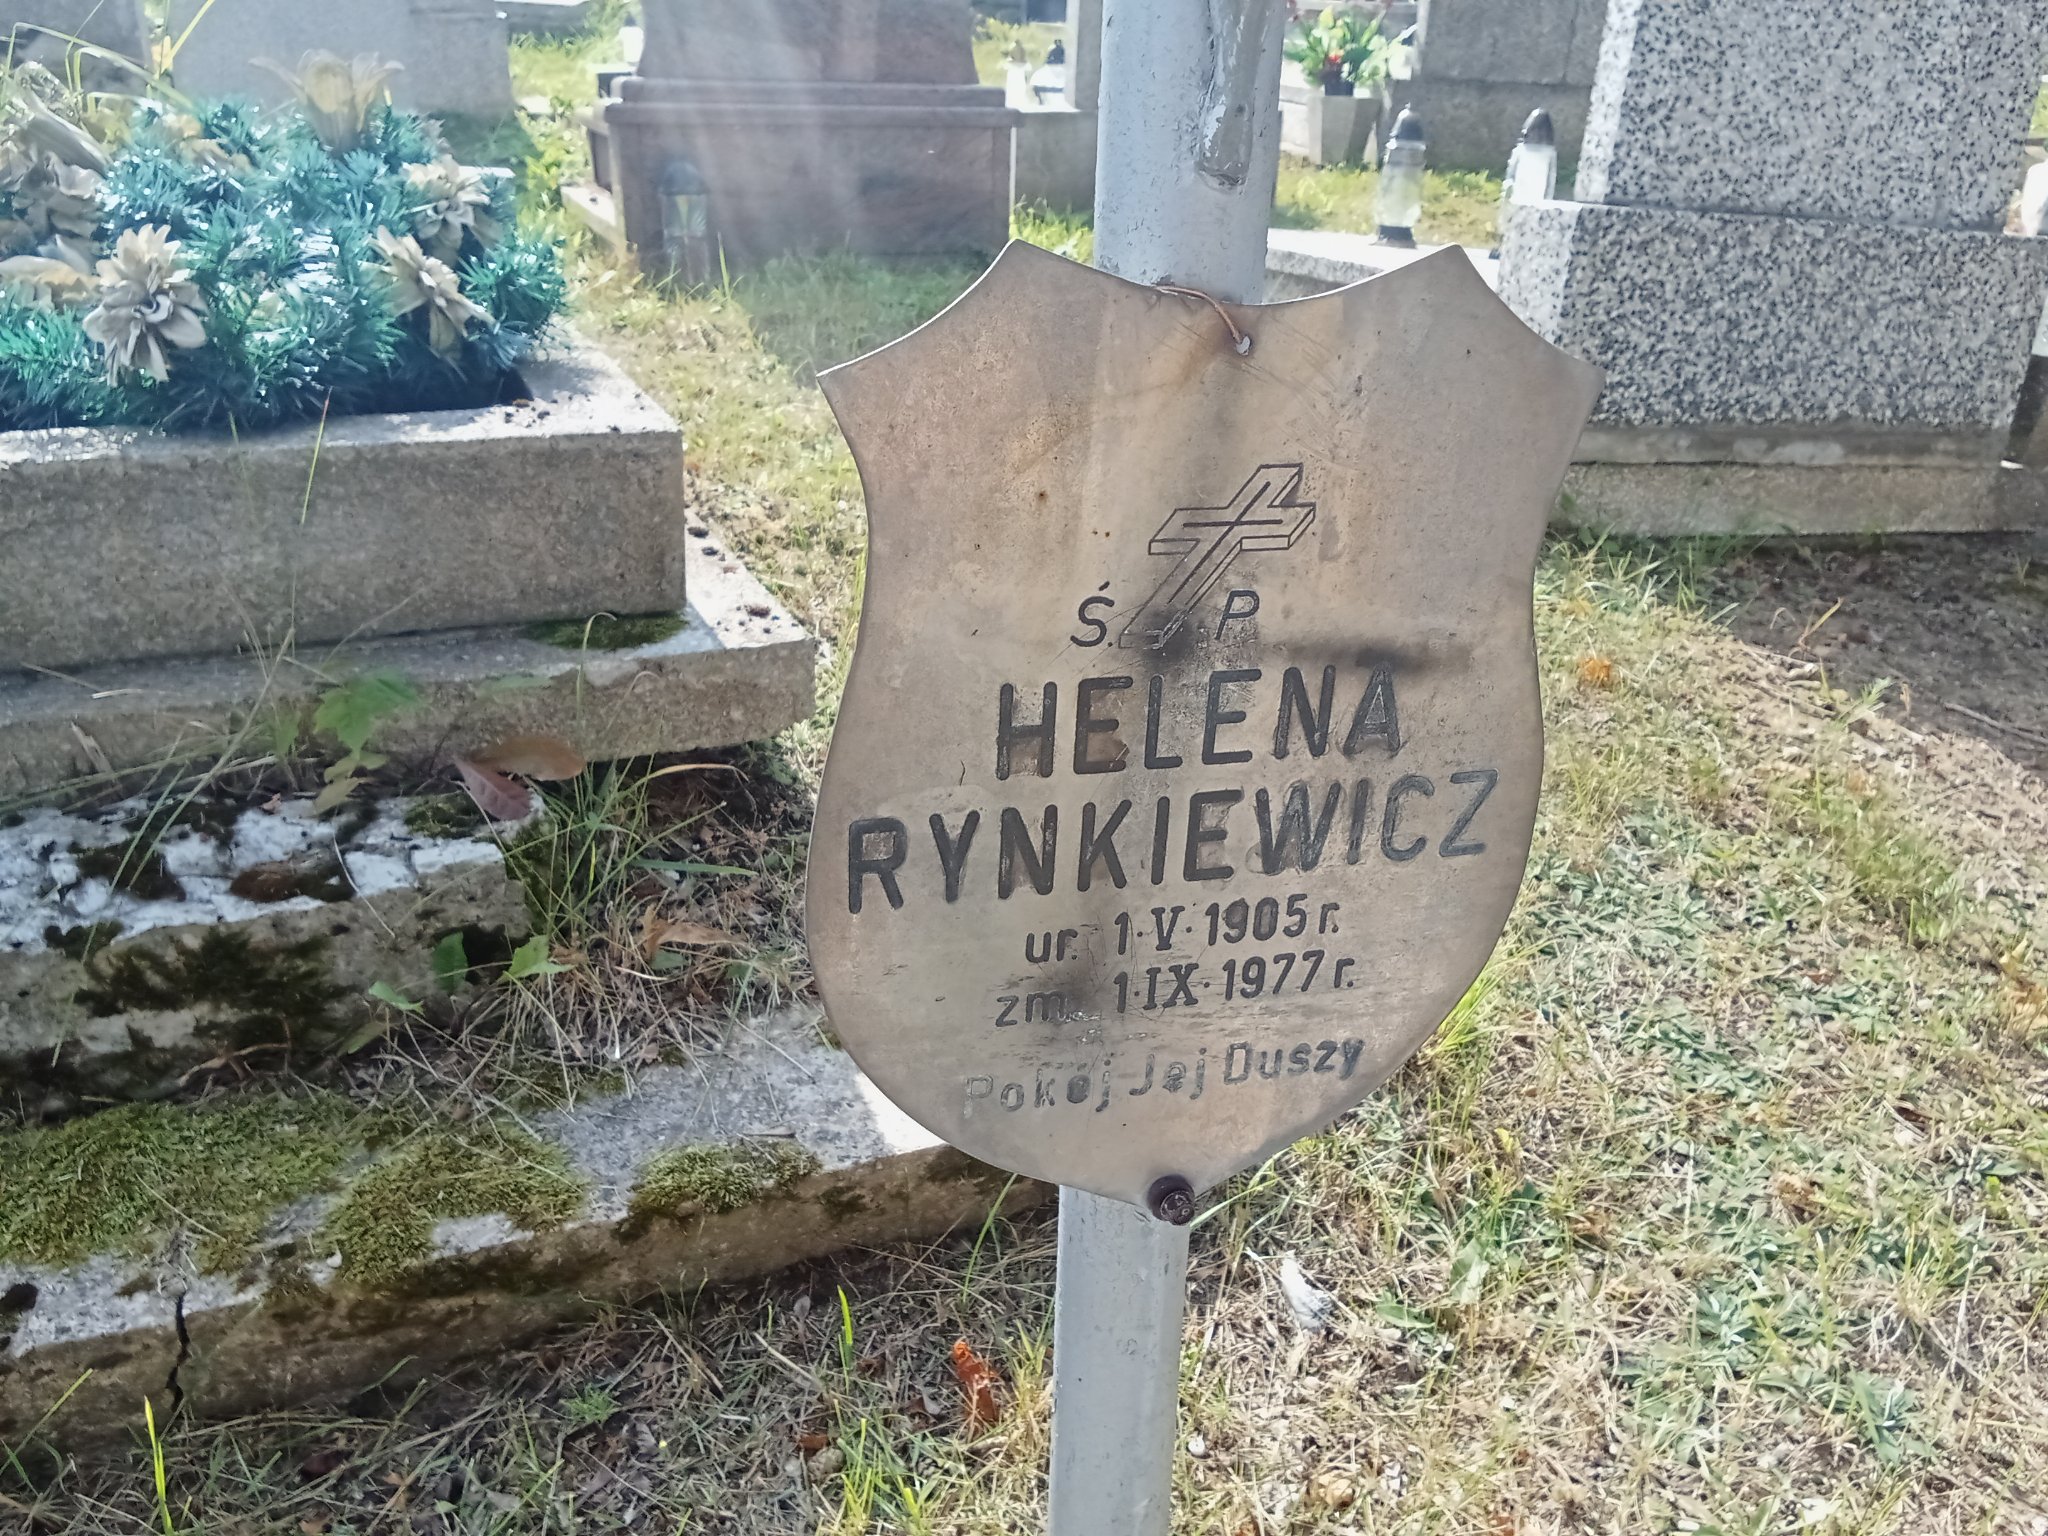 Ś. P
HELENA
RYNKIEWICZ
ur. 1·V·1905 r.
zm. 1·IX·1977 r.
Pokój Jej Duszy